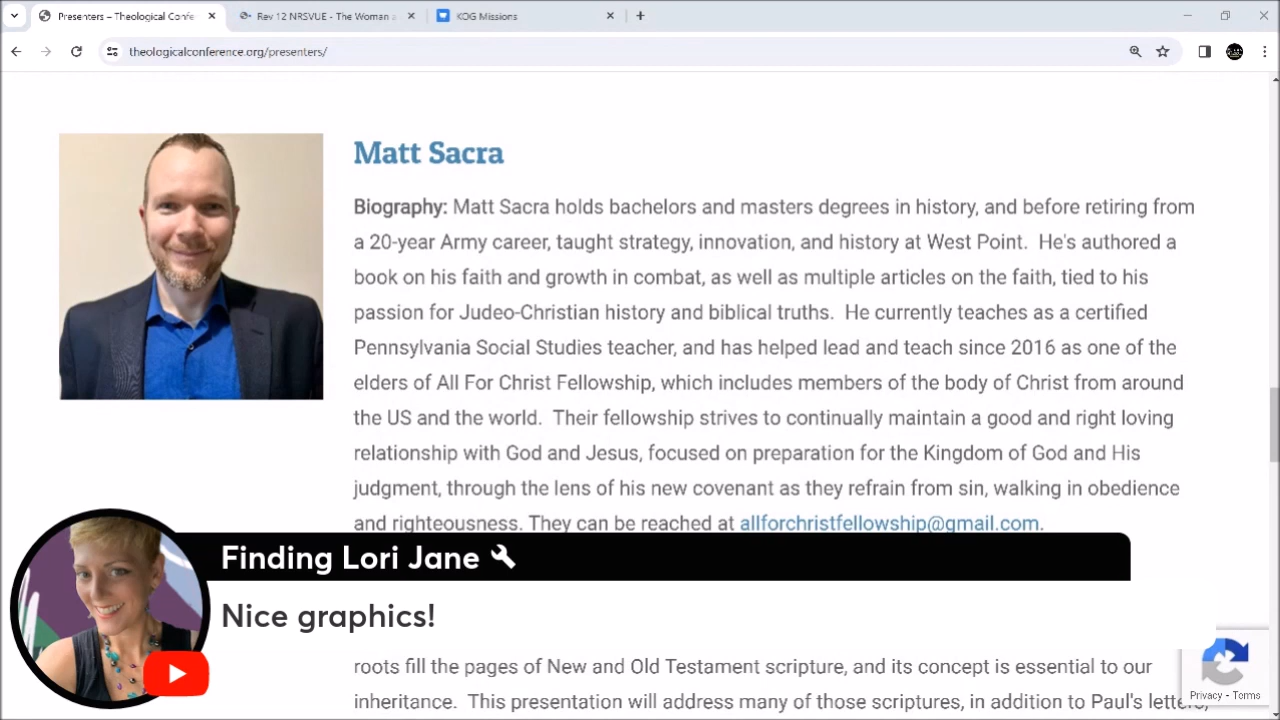 Presenters – Theological Confe
Rev 12 NRSVUE - The Woman a
KOG Missions
theologicalconference.org/presenters/
Matt Sacra
Biography: Matt Sacra holds bachelors and masters degrees in history, and before retiring from
a 20-year Army career, taught strategy, innovation, and history at West Point.  He's authored a
book on his faith and growth in combat, as well as multiple articles on the faith, tied to his
passion for Judeo-Christian history and biblical truths.  He currently teaches as a certified
Pennsylvania Social Studies teacher, and has helped lead and teach since 2016 as one of the
elders of All For Christ Fellowship, which includes members of the body of Christ from around
the US and the world.  Their fellowship strives to continually maintain a good and right loving
relationship with God and Jesus, focused on preparation for the Kingdom of God and His
judgment, through the lens of his new covenant as they refrain from sin, walking in obedience
and righteousness. They can be reached at allforchristfellowship@gmail.com.
Finding Lori Jane
Nice graphics!
roots fill the pages of New and Old Testament scripture, and its concept is essential to our
inheritance.  This presentation will address many of those scriptures, in addition to Paul's letters,
Privacy - Terms